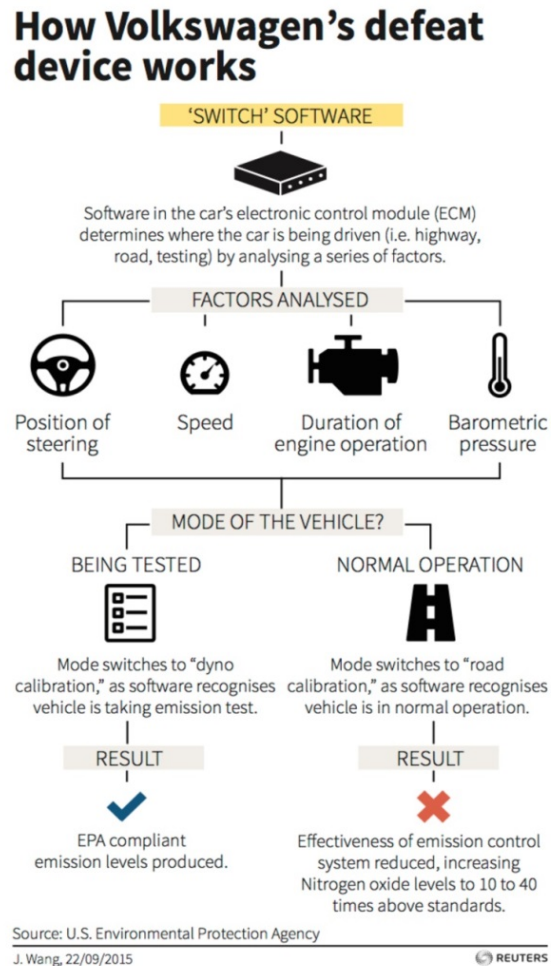 How Volkswagen's defeat
device works
'SWITCH' SOFTWARE
Software in the car's electronic control module (ECM)
determines where the car is being driven (i.e. highway,
road, testing) by analysing a series of factors.
FACTORS ANALYSED
Position of
steering
Speed
Duration of
engine operation
Barometric
pressure
MODE OF THE VEHICLE?
BEING TESTED
Mode switches to “dyno
calibration,” as software recognises
vehicle is taking emission test.
RESULT
EPA compliant
emission levels produced.
NORMAL OPERATION
Mode switches to “road
calibration,” as software recognises
vehicle is in normal operation.
RESULT
Effectiveness of emission control
system reduced, increasing
Nitrogen oxide levels to 10 to 40
times above standards.
Source: U.S. Environmental Protection Agency
J. Wang, 22/09/2015
REUTERS